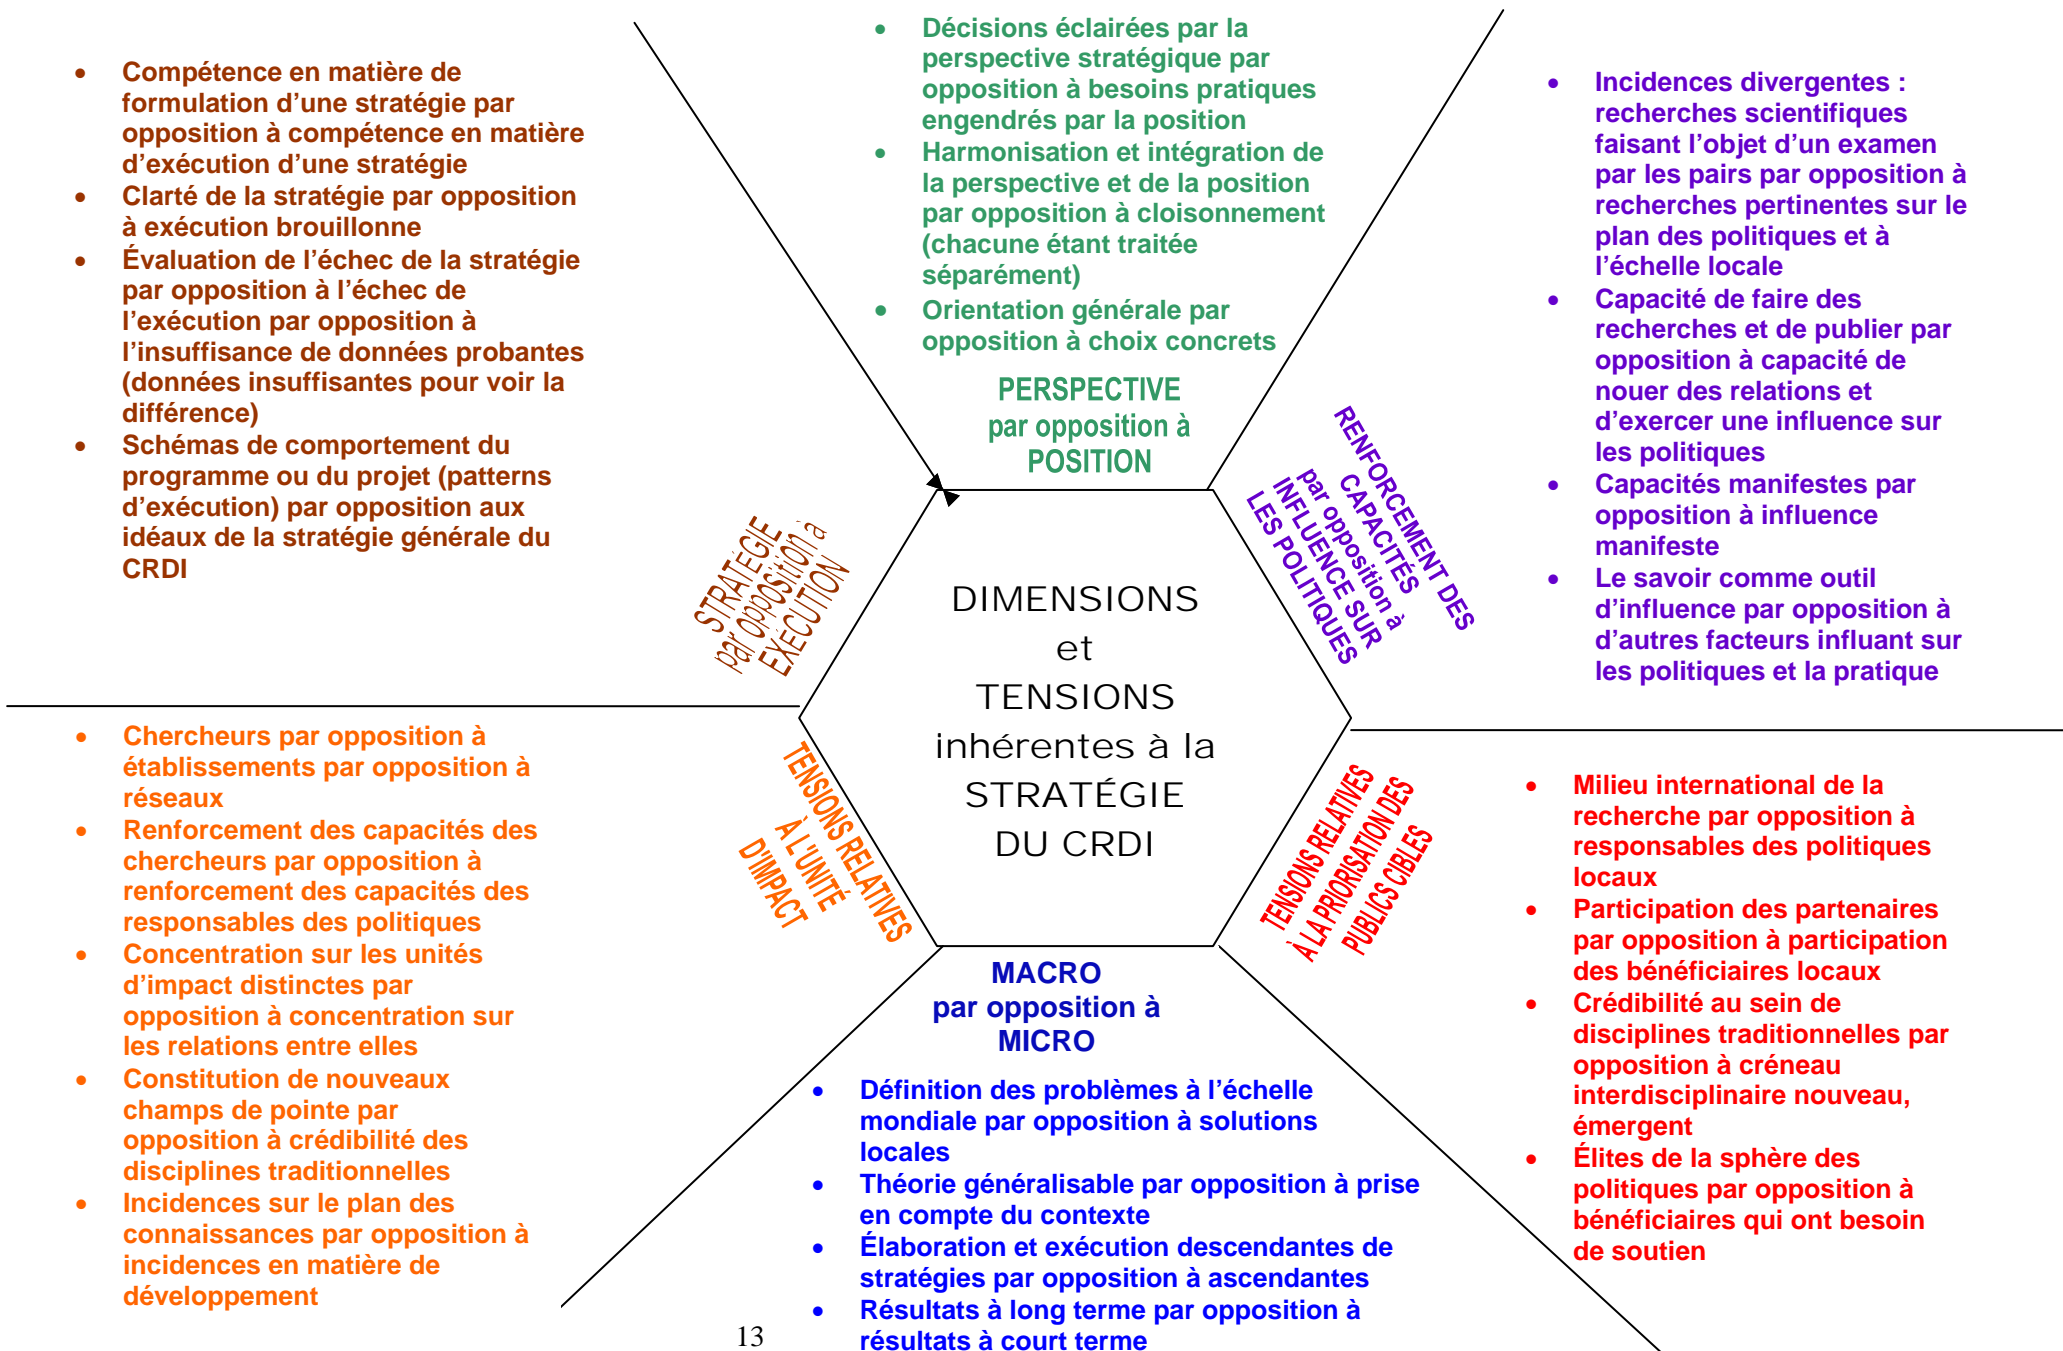 • Compétence en matière de
formulation d’une stratégie par
opposition à compétence en matière
d’exécution d’une stratégie
• Clarté de la stratégie par opposition
à exécution brouillonne
• Évaluation de l’échec de la stratégie
par opposition à l’échec de
l’exécution par opposition à
l’insuffisance de données probantes
(données insuffisantes pour voir la
différence)
• Schémas de comportement du
programme ou du projet (patterns
d’exécution) par opposition aux
idéaux de la stratégie générale du
CRDI
STRATÉGIE
par opposition à
EXÉCUTION
• Décisions éclairées par la
perspective stratégique par
opposition à besoins pratiques
engendrés par la position
• Harmonisation et intégration de
la perspective et de la position
par opposition à cloisonnement
(chacune étant traitée
séparément)
• Orientation générale par
opposition à choix concrets
PERSPECTIVE
par opposition à
POSITION
• Incidences divergentes :
recherches scientifiques
faisant l’objet d’un examen
par les pairs par opposition à
recherches pertinentes sur le
plan des politiques et à
l’échelle locale
• Capacité de faire des
recherches et de publier par
opposition à capacité de
nouer des relations et
d’exercer une influence sur
les politiques
• Capacités manifestes par
opposition à influence
manifeste
• Le savoir comme outil
d’influence par opposition à
d’autres facteurs influant sur
les politiques et la pratique
RENFORCEMENT DES
CAPACITÉS
par opposition à
INFLUENCE SUR
LES POLITIQUES
DIMENSIONS
et
TENSIONS
inhérentes à la
STRATÉGIE
DU CRDI
• Chercheurs par opposition à
établissements par opposition à
réseaux
• Renforcement des capacités des
chercheurs par opposition à
renforcement des capacités des
responsables des politiques
• Concentration sur les unités
d’impact distinctes par
opposition à concentration sur
les relations entre elles
• Constitution de nouveaux
champs de pointe par
opposition à crédibilité des
disciplines traditionnelles
• Incidences sur le plan des
connaissances par opposition à
incidences en matière de
développement
TENSIONS RELATIVES
À L'UNITÉ
D'IMPACT
MACRO
par opposition à
MICRO
• Définition des problèmes à l’échelle
mondiale par opposition à solutions
locales
• Théorie généralisable par opposition à prise
en compte du contexte
• Élaboration et exécution descendantes de
stratégies par opposition à ascendantes
• Résultats à long terme par opposition à
résultats à court terme
TENSIONS RELATIVES
À LA PRIORISATION DES
PUBLICS CIBLES
• Milieu international de la
recherche par opposition à
responsables des politiques
locaux
• Participation des partenaires
par opposition à participation
des bénéficiaires locaux
• Crédibilité au sein de
disciplines traditionnelles par
opposition à créneau
interdisciplinaire nouveau,
émergent
• Élites de la sphère des
politiques par opposition à
bénéficiaires qui ont besoin
de soutien
13